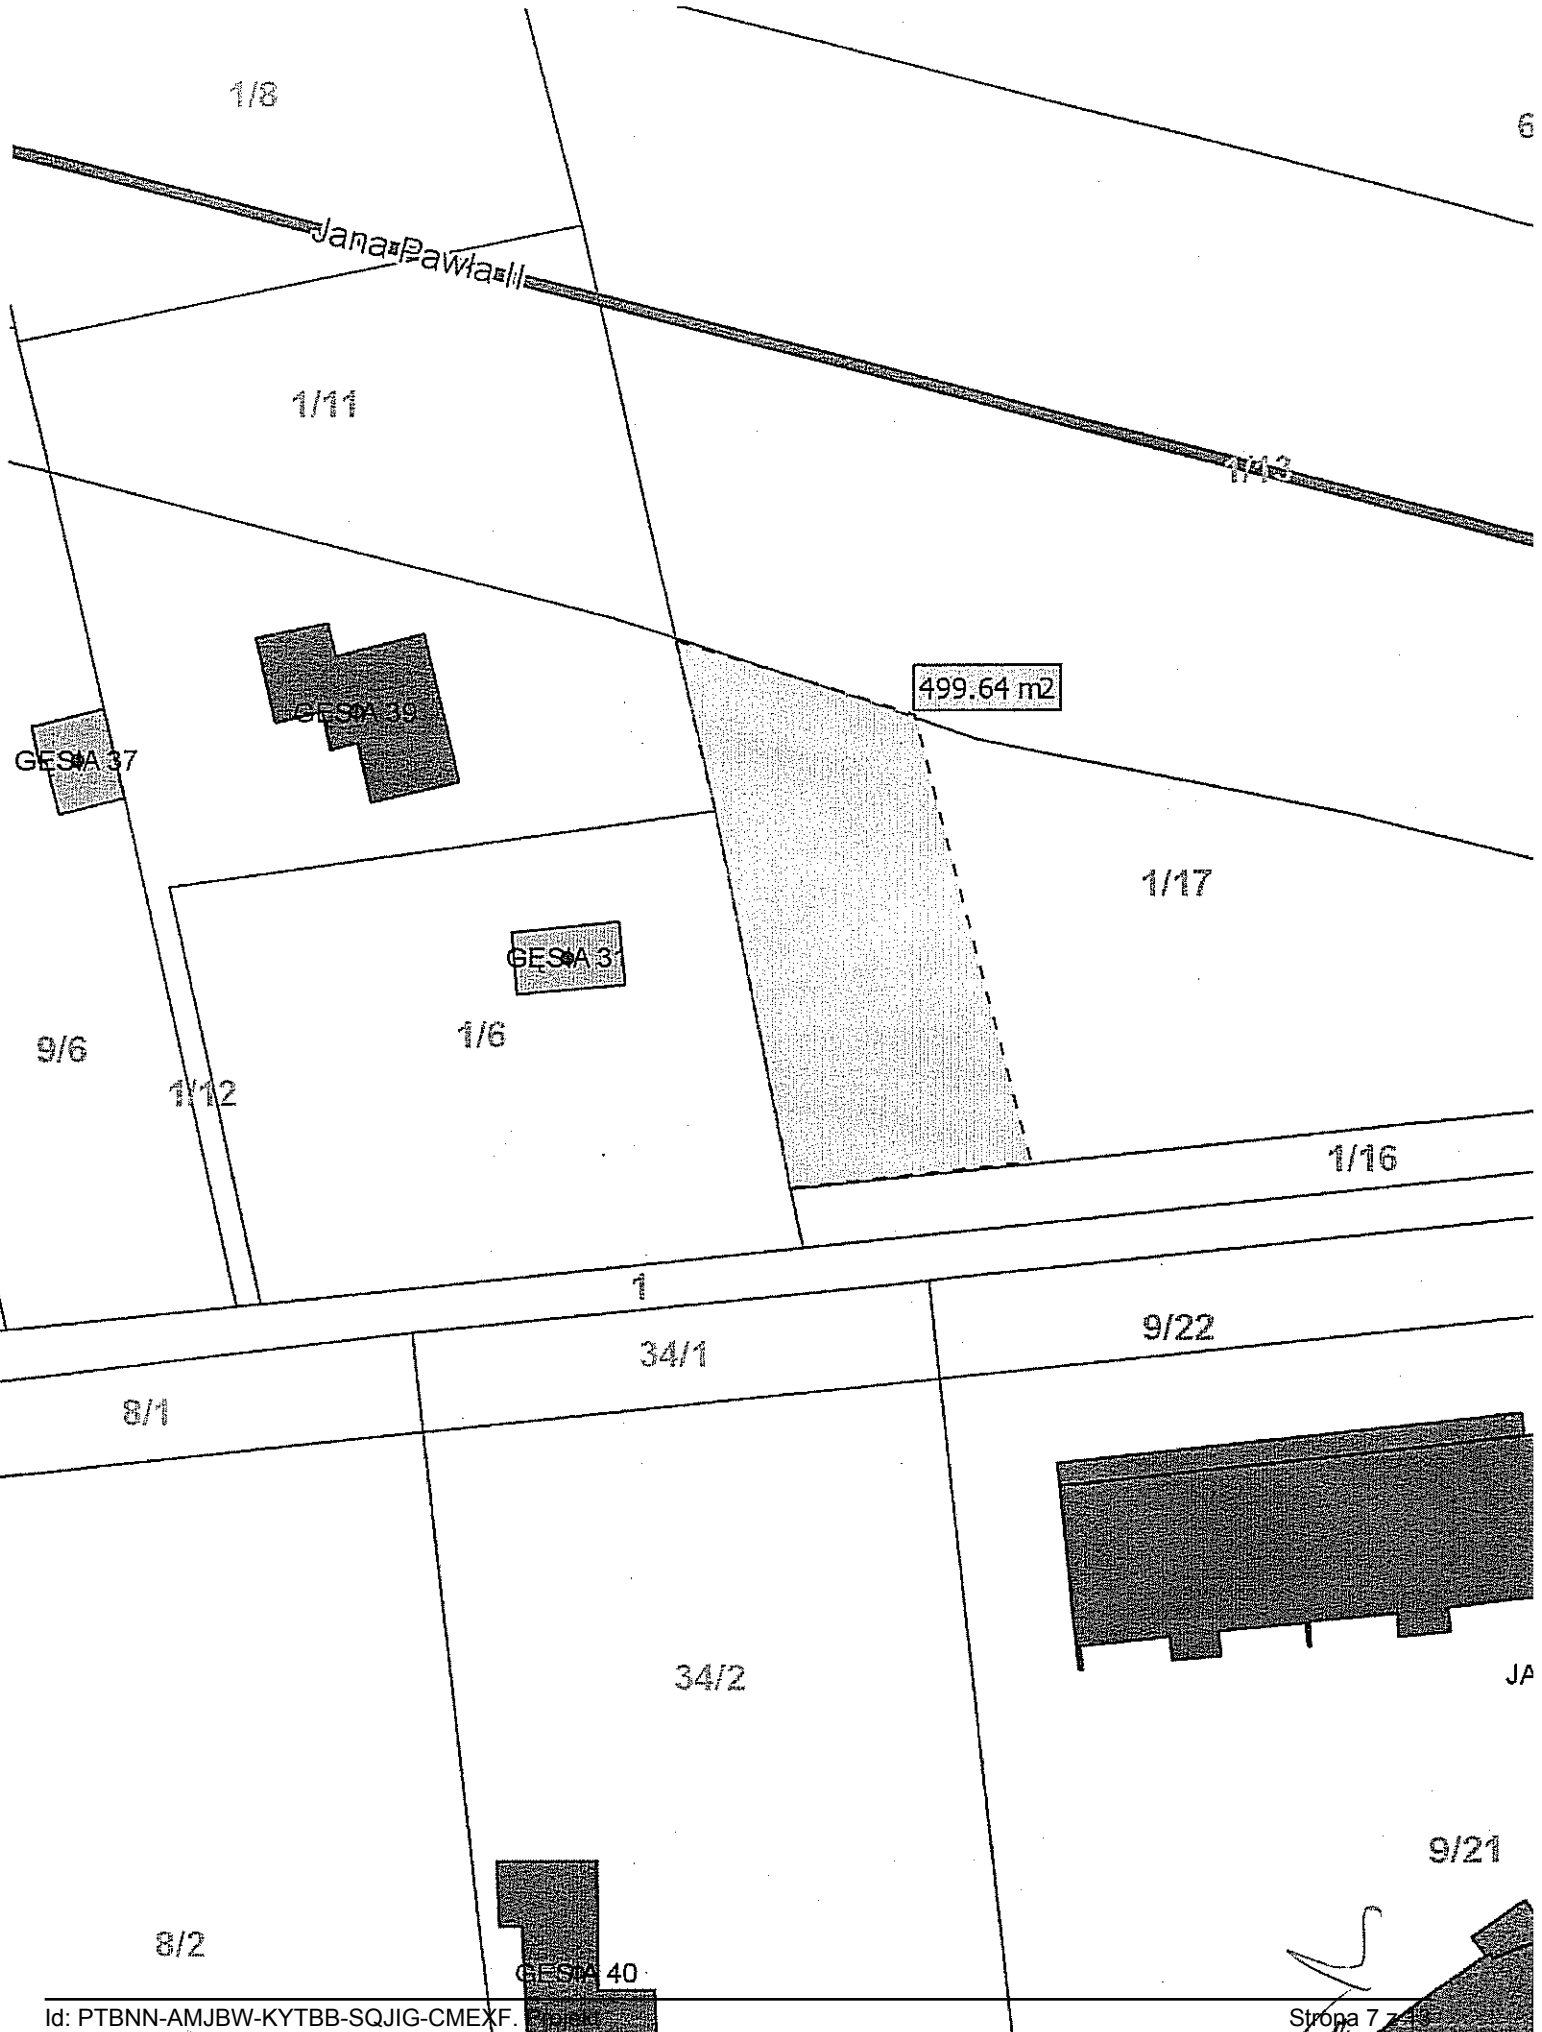 1/8
6
Jana Pawła II
1/11
1/13
499.64 m2
GĘSIA 39
GĘSIA 37
1/17
GĘSIA 31
1/6
9/6
1/12
1/16
1
9/22
34/1
8/1
34/2
JA
9/21
8/2
GĘSIA 40
Id: PTBNN-AMJBW-KYTBB-SQJIG-CMEXF. Projekt
Strona 7 z